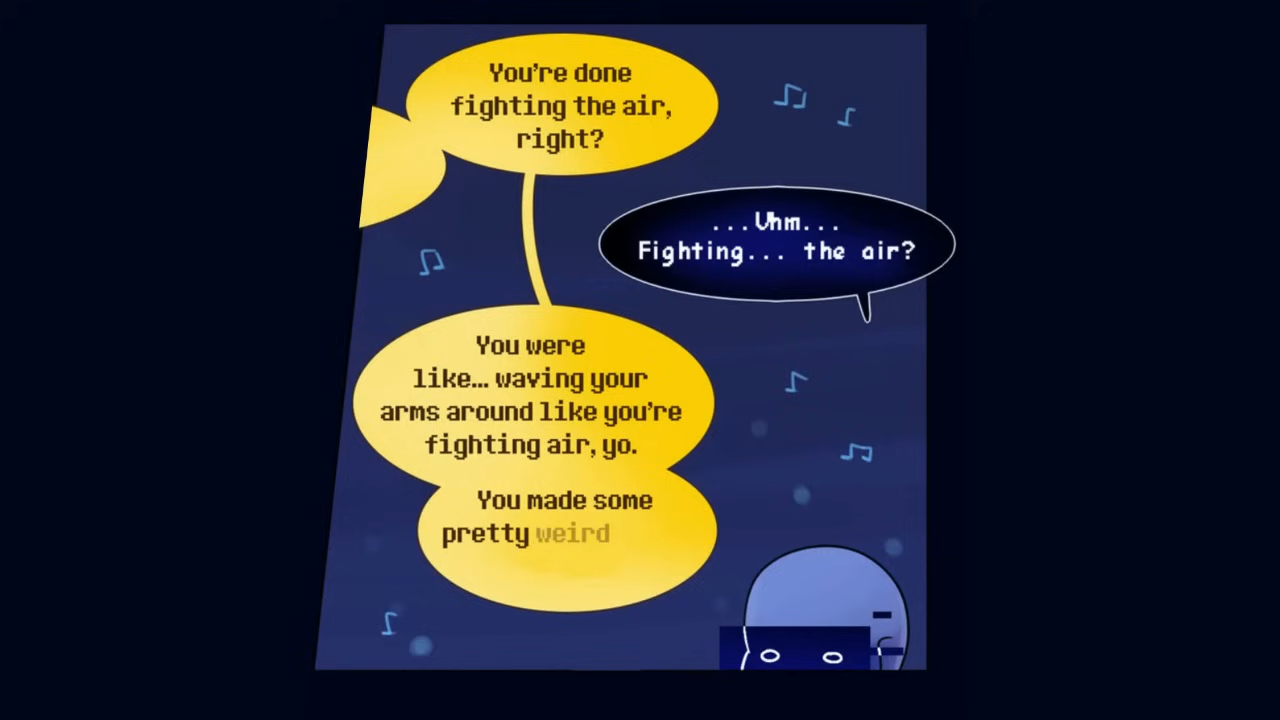 You're done
fighting the air,
right?
...Uhm...
Fighting... the air?
You were
like... waving your
arms around like you're
fighting air, yo.
You made some
pretty weird